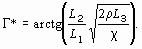 Γ* = arctg(L₂/L₁ √(2ρL₃/χ)).